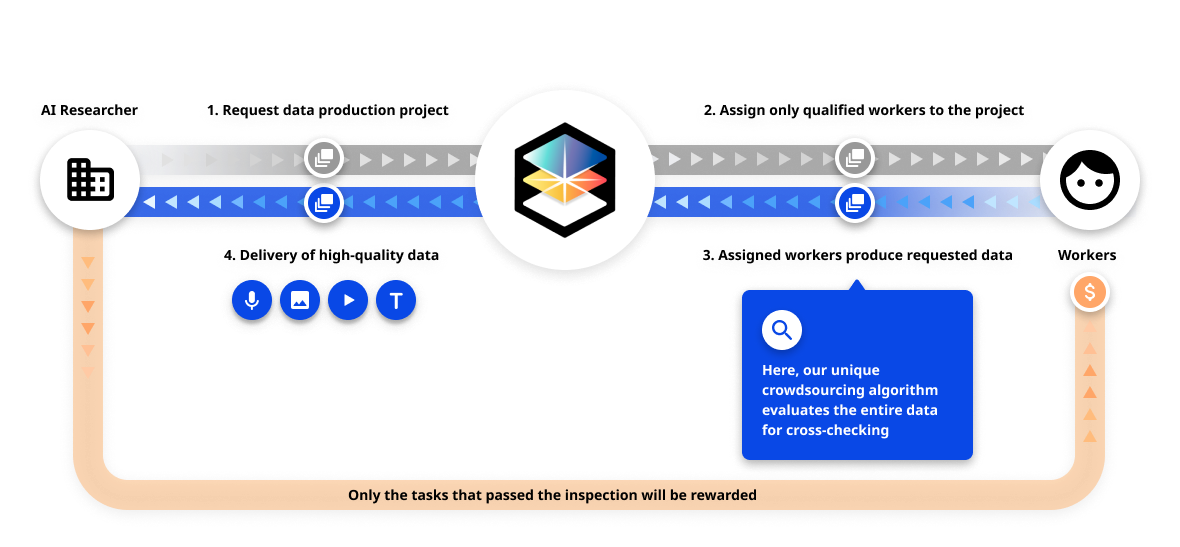 AI Researcher
1. Request data production project
2. Assign only qualified workers to the project
4. Delivery of high-quality data
3. Assigned workers produce requested data
Workers
T
$
Here, our unique
crowdsourcing algorithm
evaluates the entire data
for cross-checking
Only the tasks that passed the inspection will be rewarded